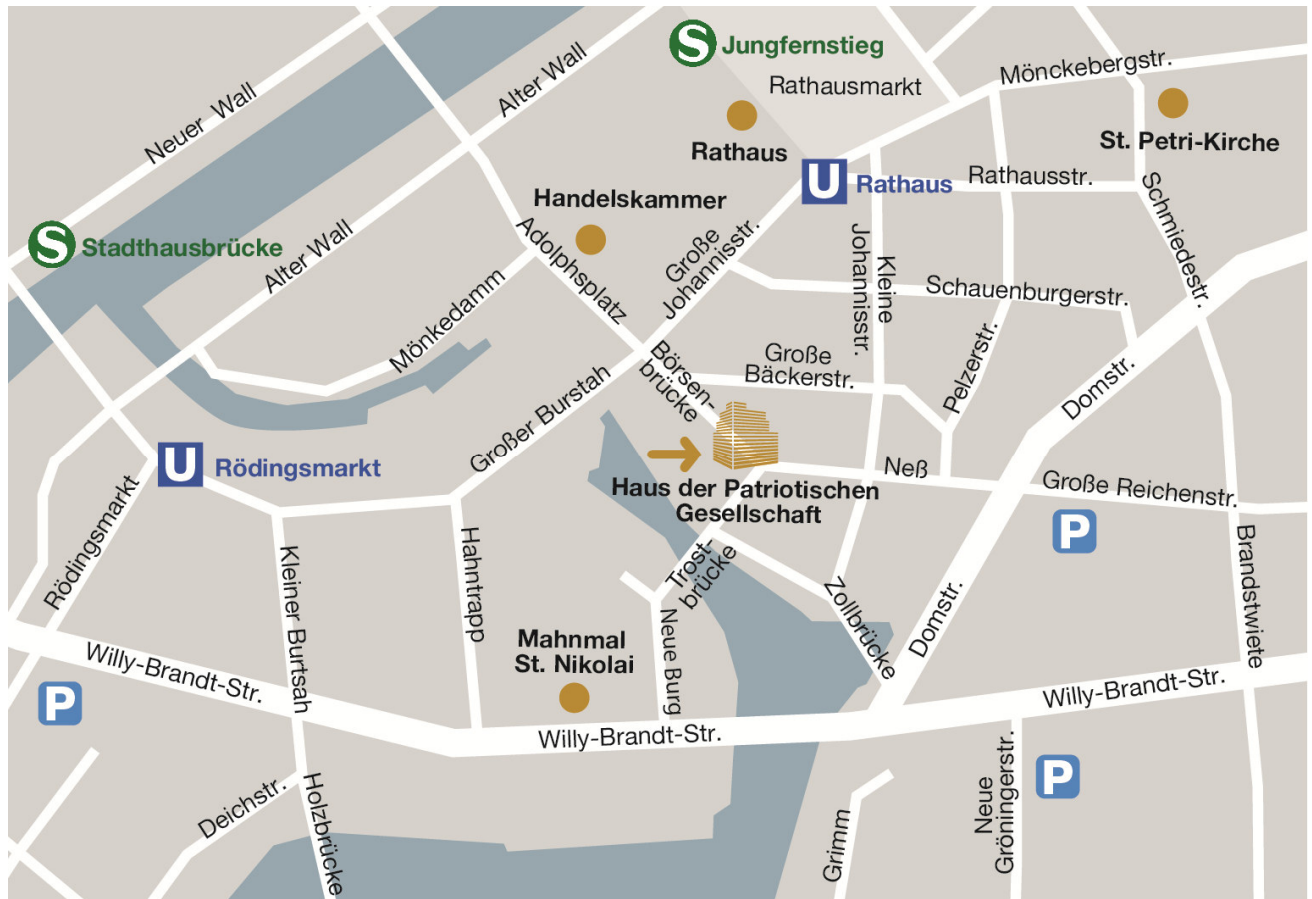 S
Jungfernstieg
Mönckebergstr.
Neuer Wall
Alter Wall
Rathausmarkt
Rathaus
St. Petri-Kirche
U
Rathaus
Rathausstr.
Handelskammer
S
Stadthausbrücke
Alter Wall
Adolphsplatz
Große
Johannisstr.
Kleine
Johannisstr.
Schmiedestr.
Schauenburgerstr.
Mönkedamm
Börsen-
brücke
Große
Bäckerstr.
Pelzerstr.
Domstr.
Großer Burstah
U
Rödingsmarkt
Neß
Große Reichenstr.
Haus der Patriotischen
Gesellschaft
P
Rödingsmarkt
Kleiner Burtsah
Hahntrapp
Trost-
brücke
Zollbrücke
Domstr.
Brandstwiete
Mahnmal
St. Nikolai
Neue Burg
Willy-Brandt-Str.
P
Willy-Brandt-Str.
Willy-Brandt-Str.
P
Deichstr.
Holzbrücke
Grimm
Neue
Gröningerstr.